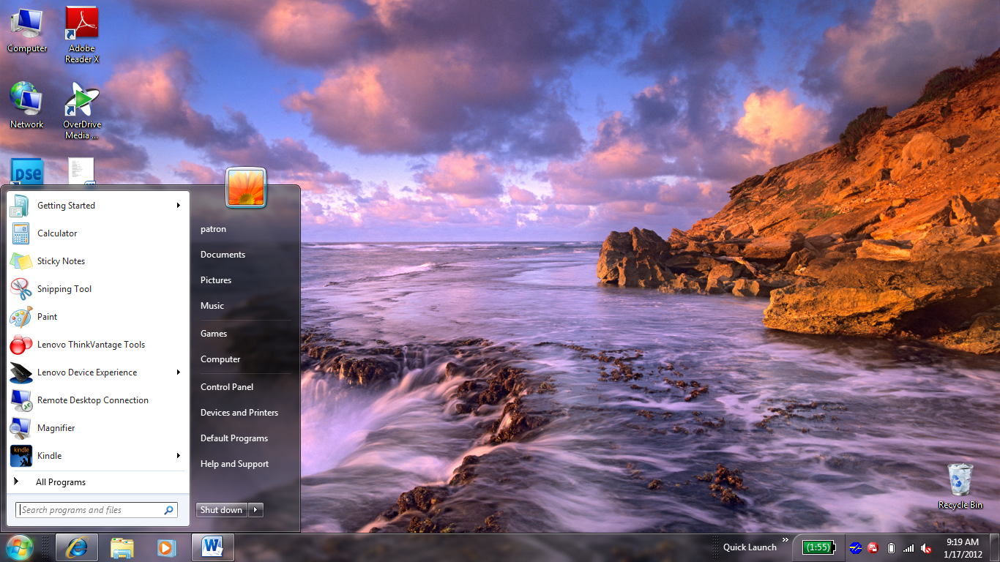 Computer
Adobe
Reader X
Network
OverDrive
Media ...
pse
Getting Started
Calculator
Sticky Notes
Snipping Tool
Paint
Lenovo ThinkVantage Tools
Lenovo Device Experience
Remote Desktop Connection
Magnifier
kindle
Kindle
All Programs
Search programs and files
patron
Documents
Pictures
Music
Games
Computer
Control Panel
Devices and Printers
Default Programs
Help and Support
Shut down
Recycle Bin
Quick Launch
(1:55)
9:19 AM
1/17/2012